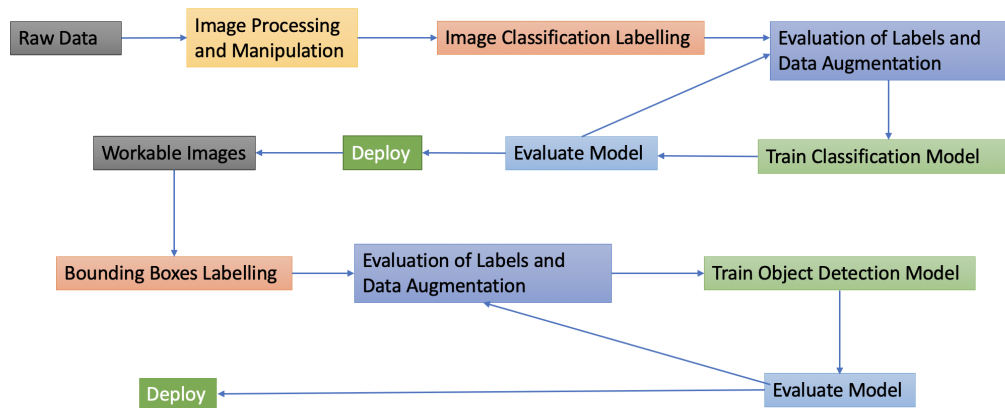 Raw Data
Image Processing
and Manipulation
Image Classification Labelling
Evaluation of Labels and
Data Augmentation
Workable Images
Deploy
Evaluate Model
Train Classification Model
Bounding Boxes Labelling
Evaluation of Labels and
Data Augmentation
Train Object Detection Model
Deploy
Evaluate Model